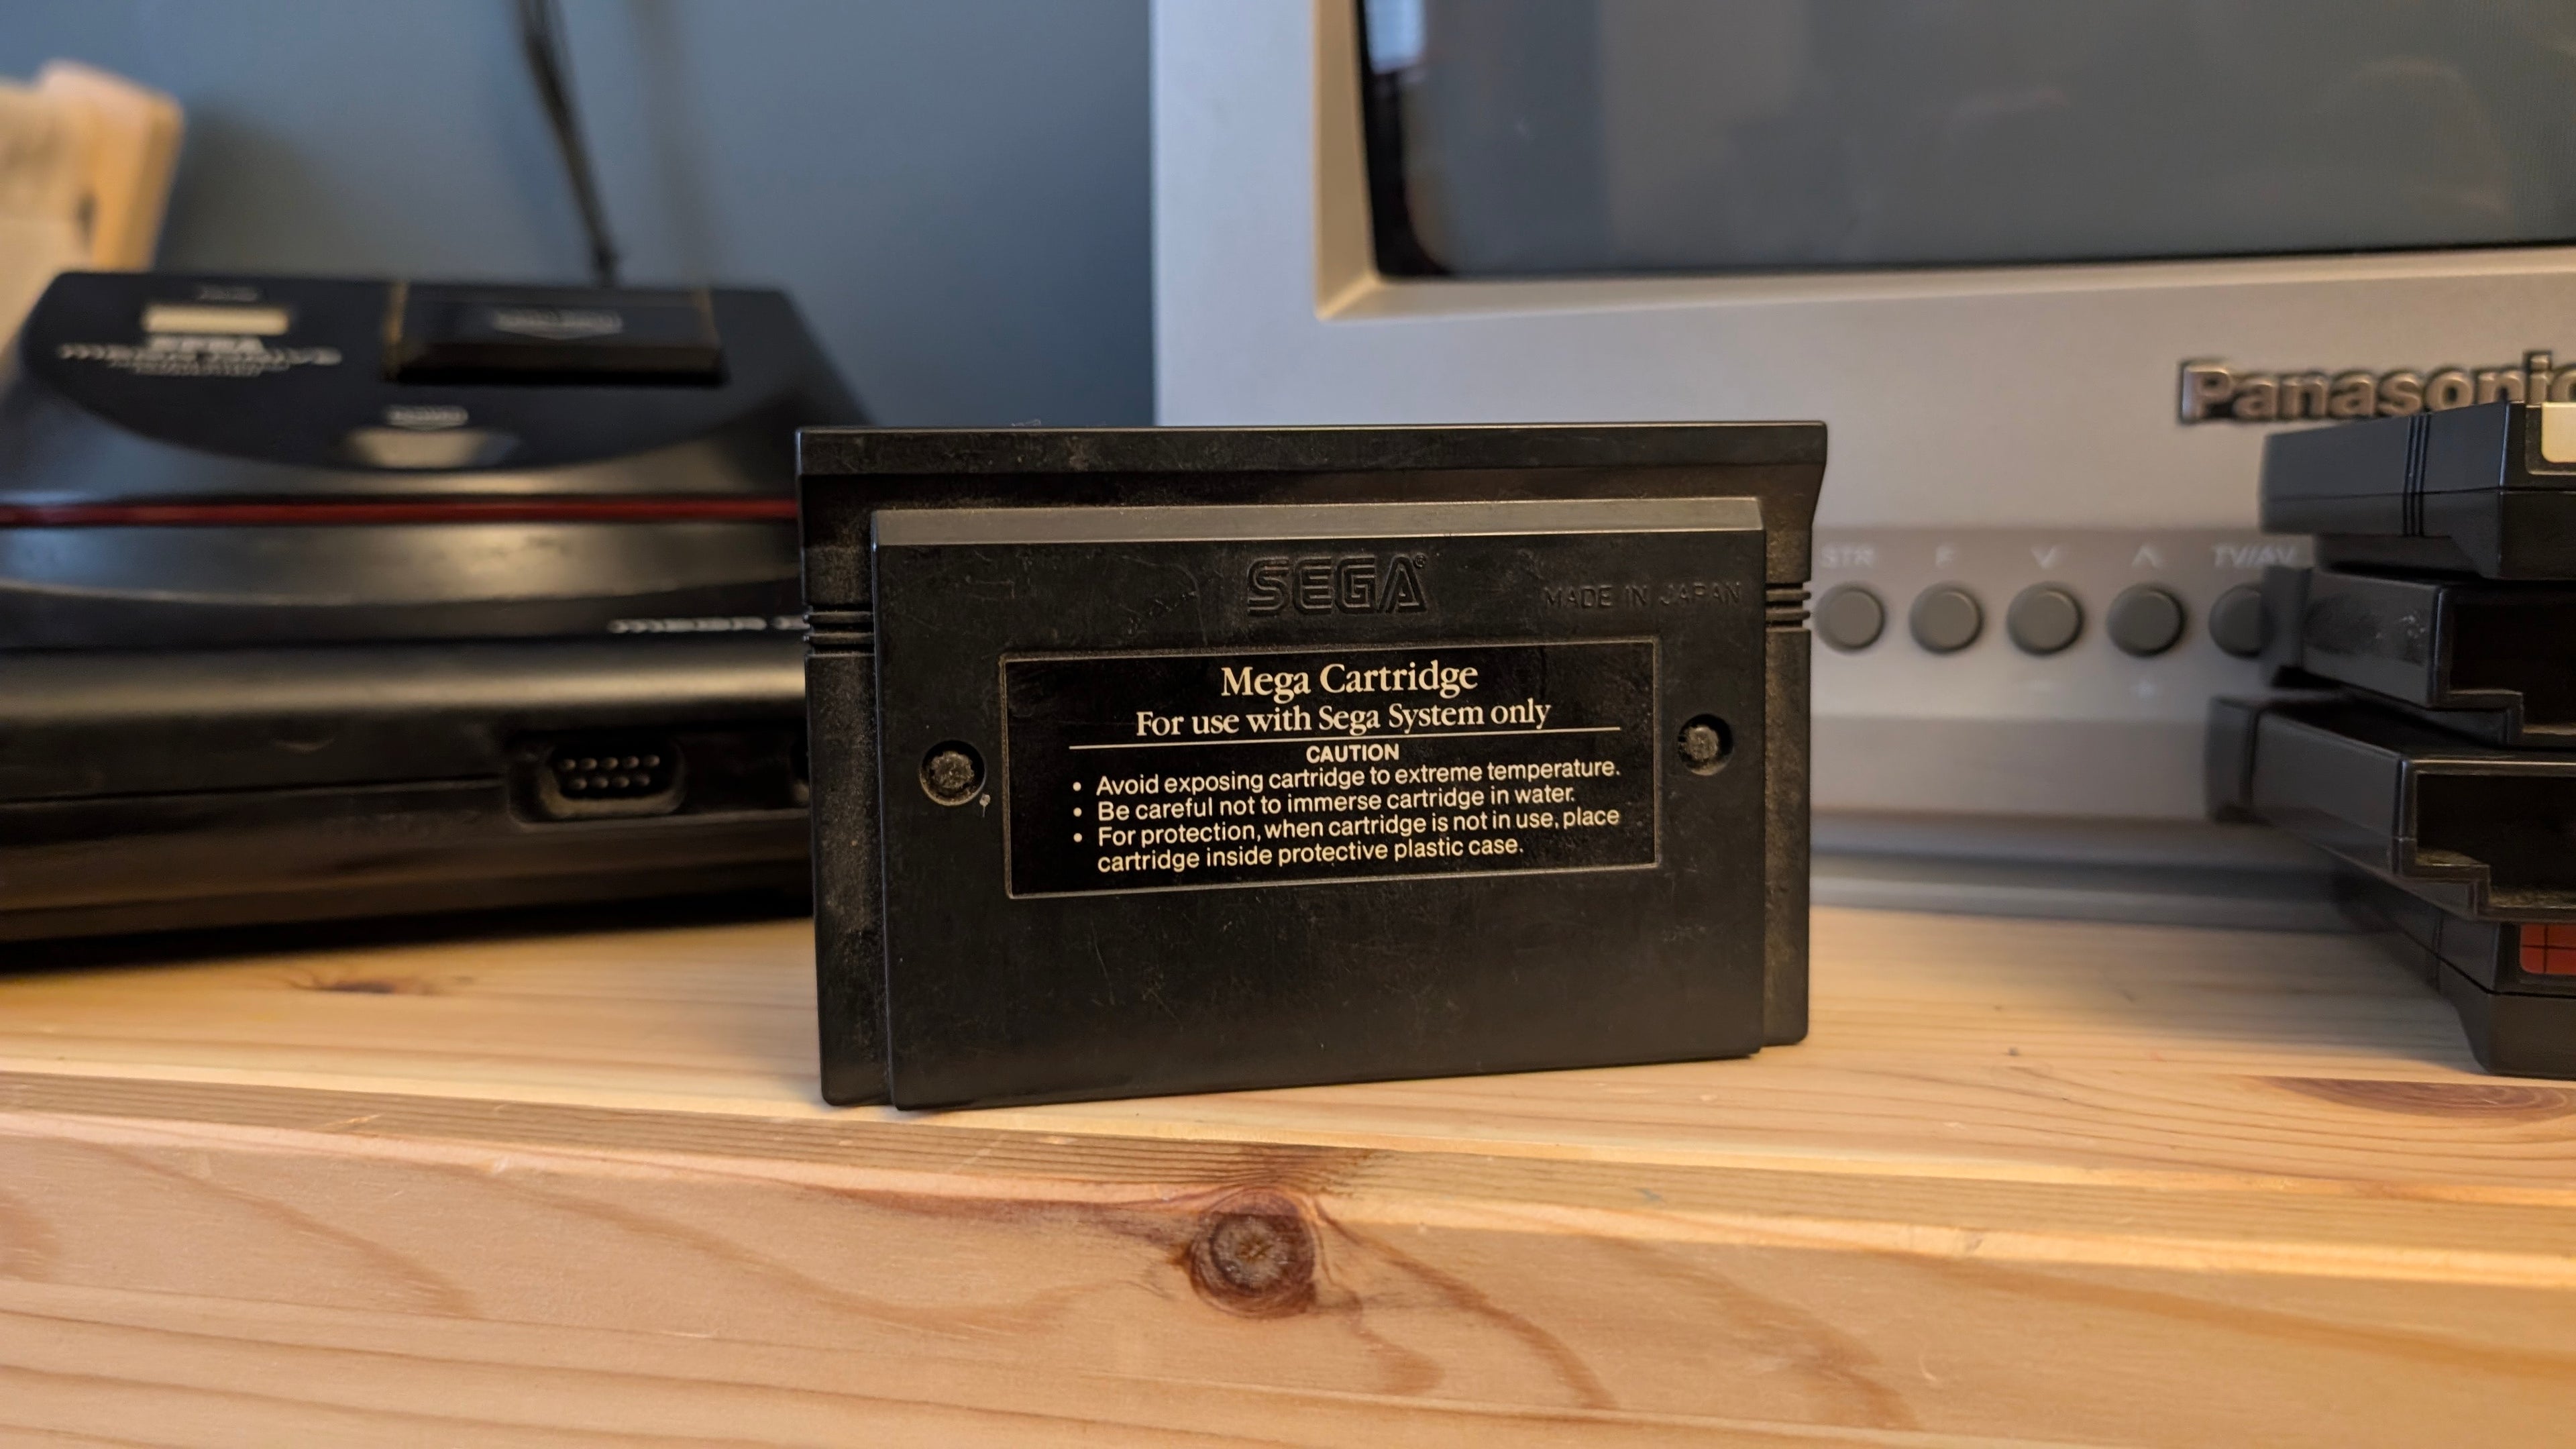 Panasonic
STR
F
TV/AV
SEGA®
MADE IN JAPAN
Mega Cartridge
For use with Sega System only
CAUTION
• Avoid exposing cartridge to extreme temperature.
• Be careful not to immerse cartridge in water.
• For protection, when cartridge is not in use, place
cartridge inside protective plastic case.